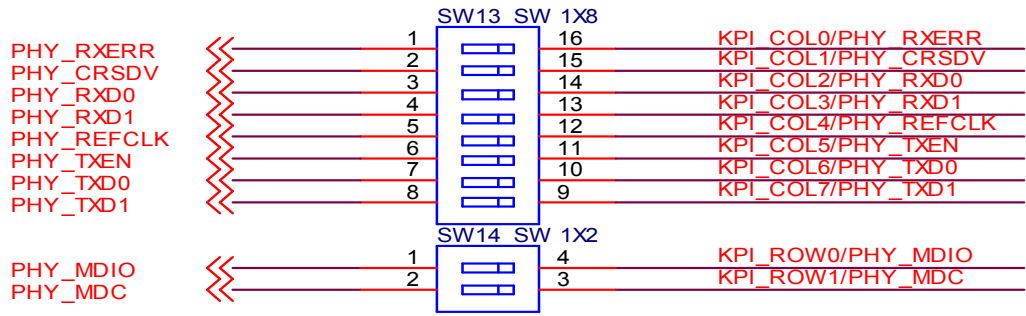 SW13 SW 1X8
PHY_RXERR 1 16 KPI_COL0/PHY_RXERR
PHY_CRSDV 2 15 KPI_COL1/PHY_CRSDV
PHY_RXD0 3 14 KPI_COL2/PHY_RXD0
PHY_RXD1 4 13 KPI_COL3/PHY_RXD1
PHY_REFCLK 5 12 KPI_COL4/PHY_REFCLK
PHY_TXEN 6 11 KPI_COL5/PHY_TXEN
PHY_TXD0 7 10 KPI_COL6/PHY_TXD0
PHY_TXD1 8 9 KPI_COL7/PHY_TXD1
SW14 SW 1X2
PHY_MDIO 1 4 KPI_ROW0/PHY_MDIO
PHY_MDC 2 3 KPI_ROW1/PHY_MDC